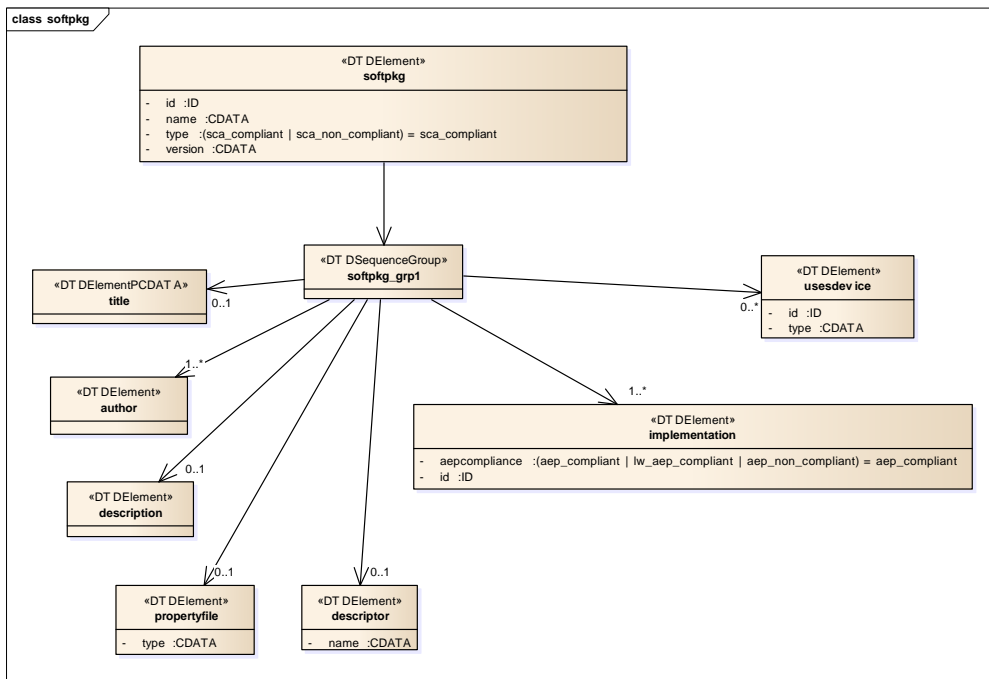 class softpkg
«DT DElement»
softpkg
- id :ID
- name :CDATA
- type :(sca_compliant | sca_non_compliant) = sca_compliant
- version :CDATA
«DT DSequenceGroup»
softpkg_grp1
«DT DElementPCDAT A»
title
0..1
«DT DElement»
usesdev ice
- id :ID
- type :CDATA
0..*
1..*
«DT DElement»
author
1..*
«DT DElement»
implementation
- aepcompliance :(aep_compliant | lw_aep_compliant | aep_non_compliant) = aep_compliant
- id :ID
0..1
«DT DElement»
description
0..1
«DT DElement»
propertyfile
- type :CDATA
0..1
«DT DElement»
descriptor
- name :CDATA